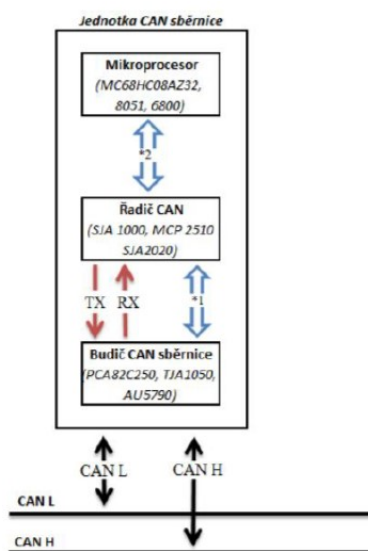 Jednotka CAN sběrnice
Mikroprocesor
(MC68HC08AZ32,
8051, 6800)
*2
Řadič CAN
(SJA 1000, MCP 2510
SJA2020)
TX RX
*1
Budič CAN sběrnice
(PCA82C250, TJA1050,
AU5790)
CAN L CAN H
CAN L
CAN H